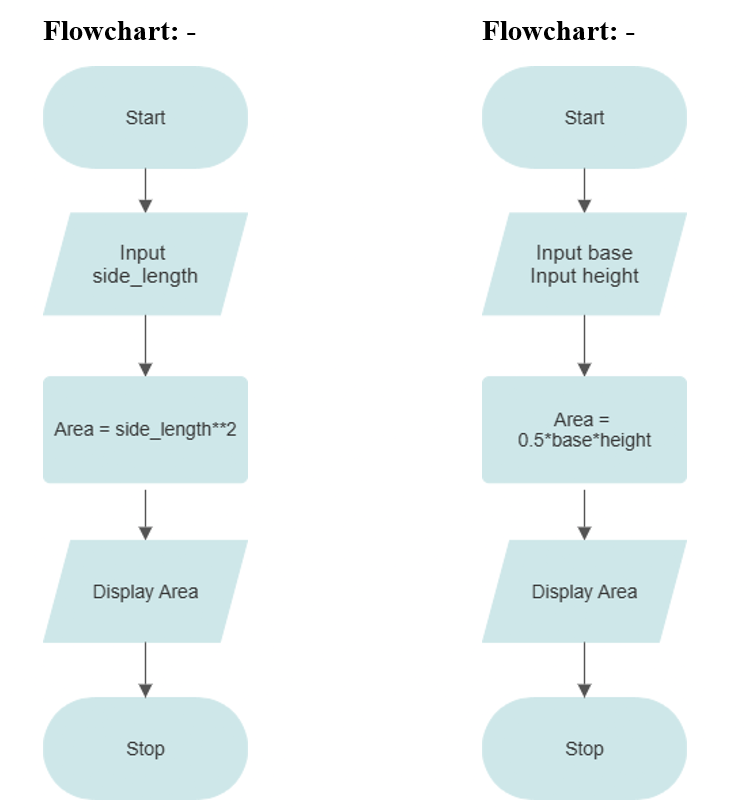 Flowchart: -
Start
Input
side_length
Area = side_length**2
Display Area
Stop
Flowchart: -
Start
Input base
Input height
Area =
0.5*base*height
Display Area
Stop